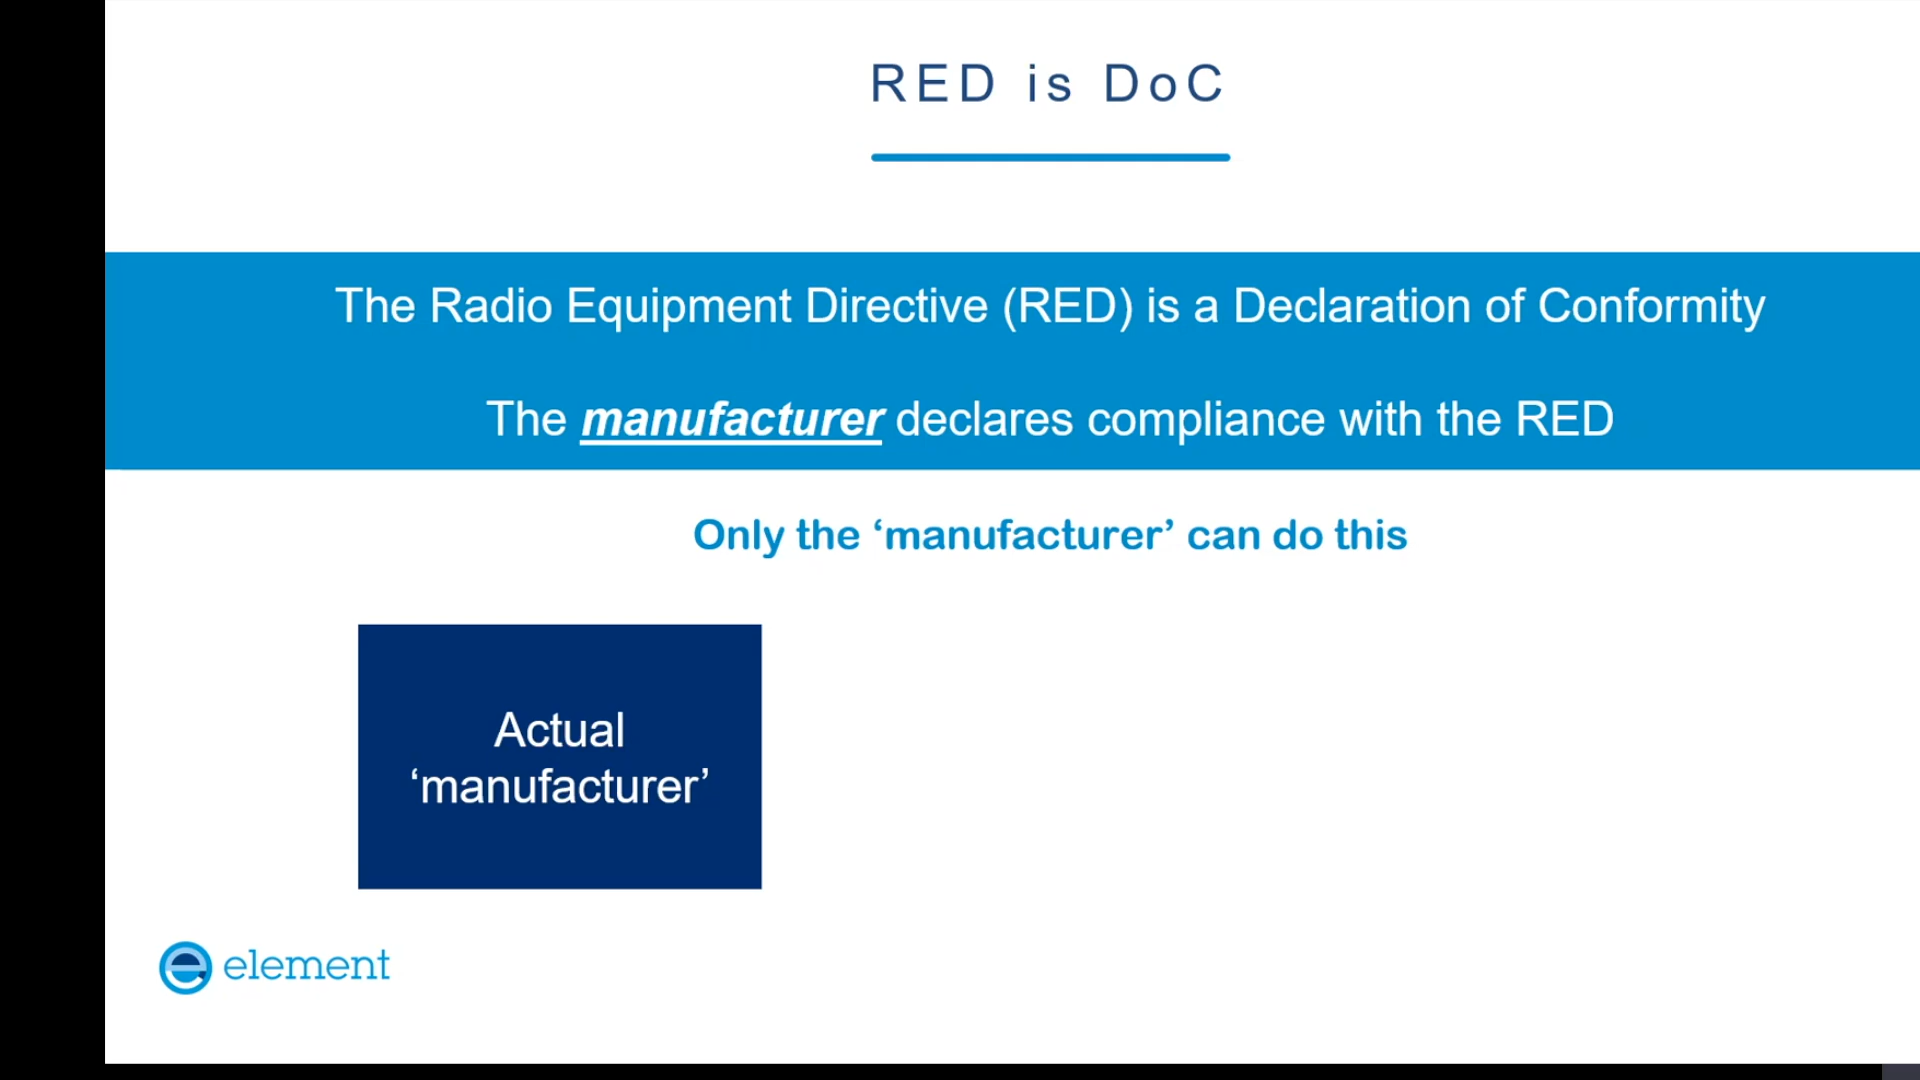 RED is DoC
The Radio Equipment Directive (RED) is a Declaration of Conformity
The manufacturer declares compliance with the RED
Only the ‘manufacturer’ can do this
Actual
‘manufacturer’
element